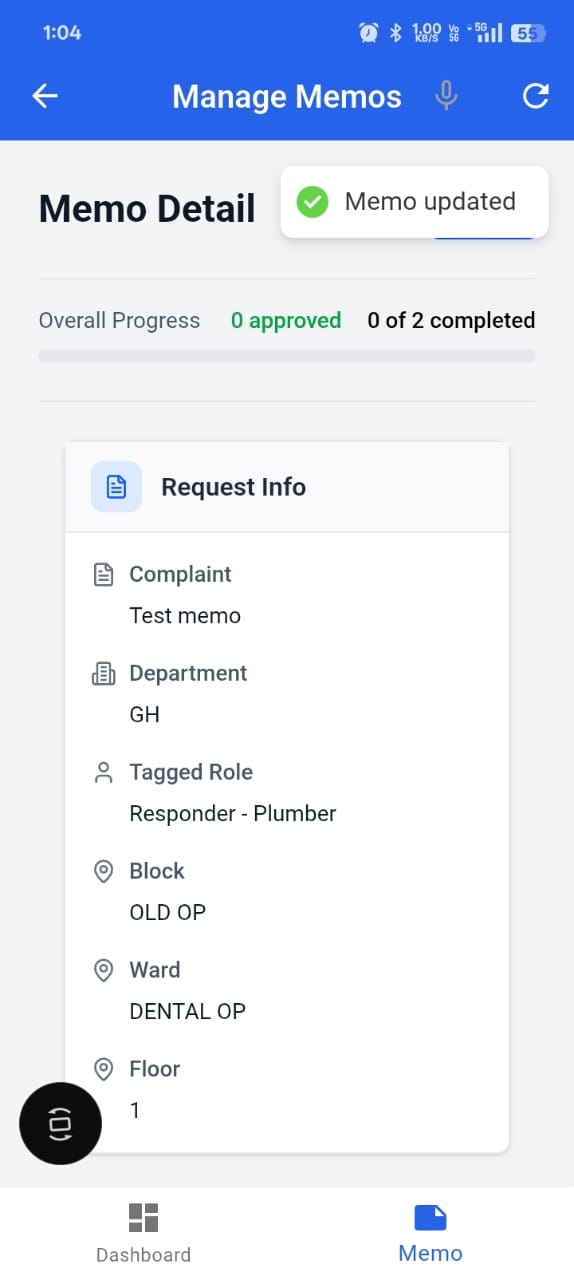 1:04
1.00 KB/S Vo 5G 5G 55
Manage Memos
Memo Detail
Memo updated
Overall Progress 0 approved 0 of 2 completed
Request Info
Complaint
Test memo
Department
GH
Tagged Role
Responder - Plumber
Block
OLD OP
Ward
DENTAL OP
Floor
1
Dashboard
Memo